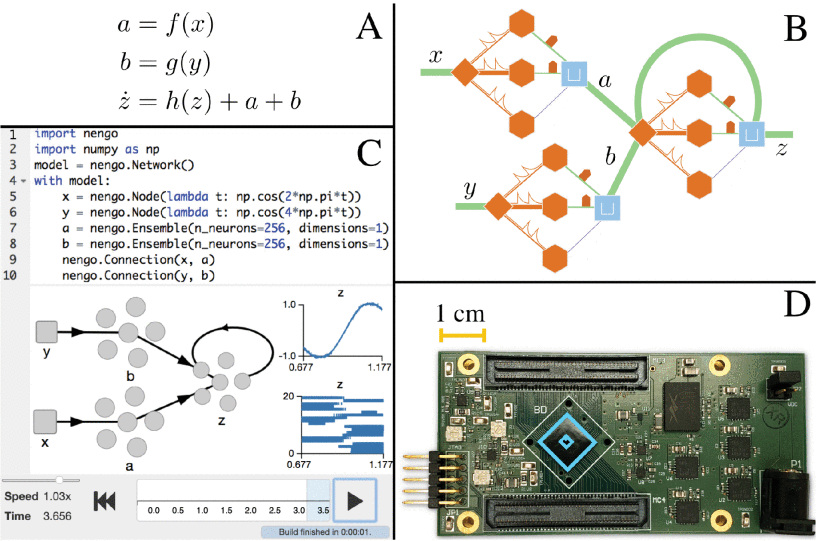 A
a = f(x)
b = g(y)
ż = h(z) + a + b
B
x
a
b
y
z
C
1 import nengo
2 import numpy as np
3 model = nengo.Network()
4 with model:
5 x = nengo.Node(lambda t: np.cos(2*np.pi*t))
6 y = nengo.Node(lambda t: np.cos(4*np.pi*t))
7 a = nengo.Ensemble(n_neurons=256, dimensions=1)
8 b = nengo.Ensemble(n_neurons=256, dimensions=1)
9 nengo.Connection(x, a)
10 nengo.Connection(y, b)
y
b
x
a
z
z
1.0
-1.0
0.677 1.177
z
20
0
0.677 1.177
Speed 1.03x
Time 3.656
0.0 0.5 1.0 1.5 2.0 2.5 3.0 3.5
Build finished in 0:00:01.
D
1 cm
BD
MC4
JP1
P1